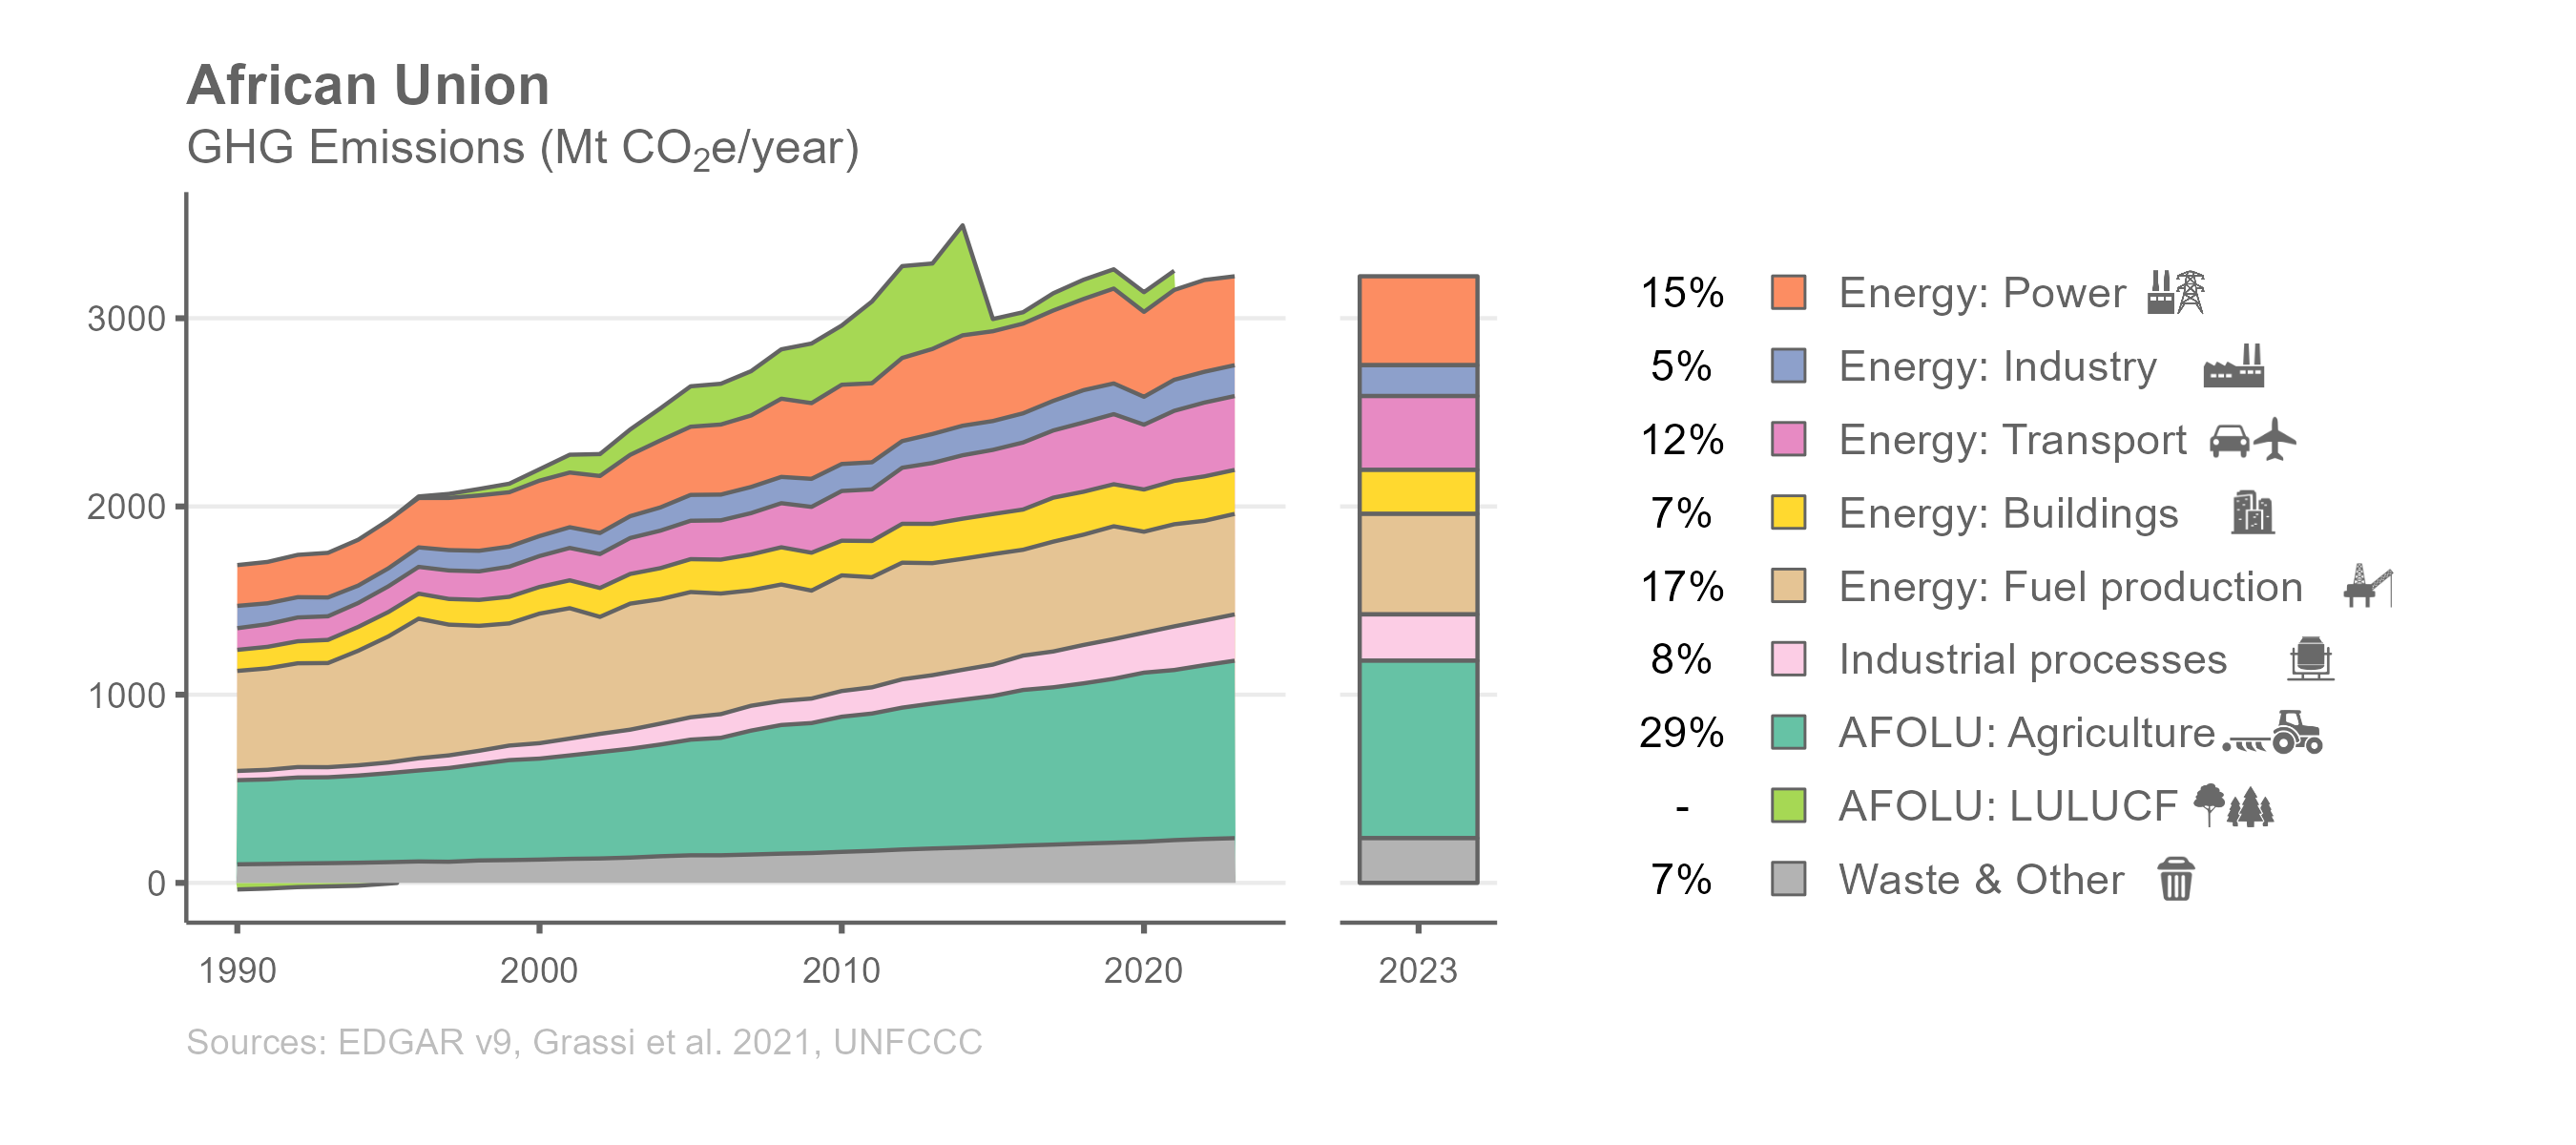 African Union
GHG Emissions (Mt CO₂e/year)
3000
2000
1000
0
1990 2000 2010 2020 2023
15% Energy: Power
5% Energy: Industry
12% Energy: Transport
7% Energy: Buildings
17% Energy: Fuel production
8% Industrial processes
29% AFOLU: Agriculture
- AFOLU: LULUCF
7% Waste & Other
Sources: EDGAR v9, Grassi et al. 2021, UNFCCC